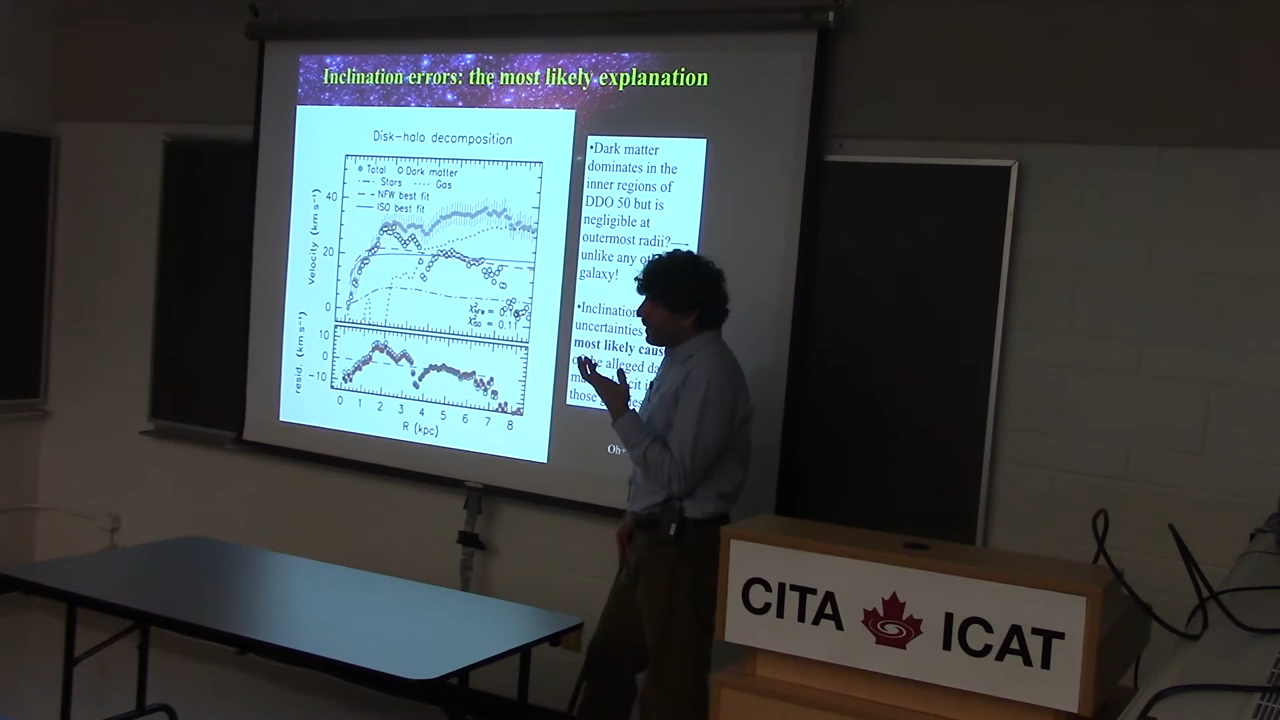 Inclination errors: the most likely explanation
Disk-halo decomposition
Total Dark matter
Stars Gas
NFW best fit
ISO best fit
Velocity (km s⁻¹)
40
20
0
resid. (km s⁻¹)
10
0
-10
0 1 2 3 4 5 6 7 8
R (kpc)
•Dark matter
dominates in the
inner regions of
DDO 50 but is
negligible at
outermost radii?—
unlike any
galaxy!
•Inclination
uncertainties
most likely
alleged
those
Oh+
CITA ICAT